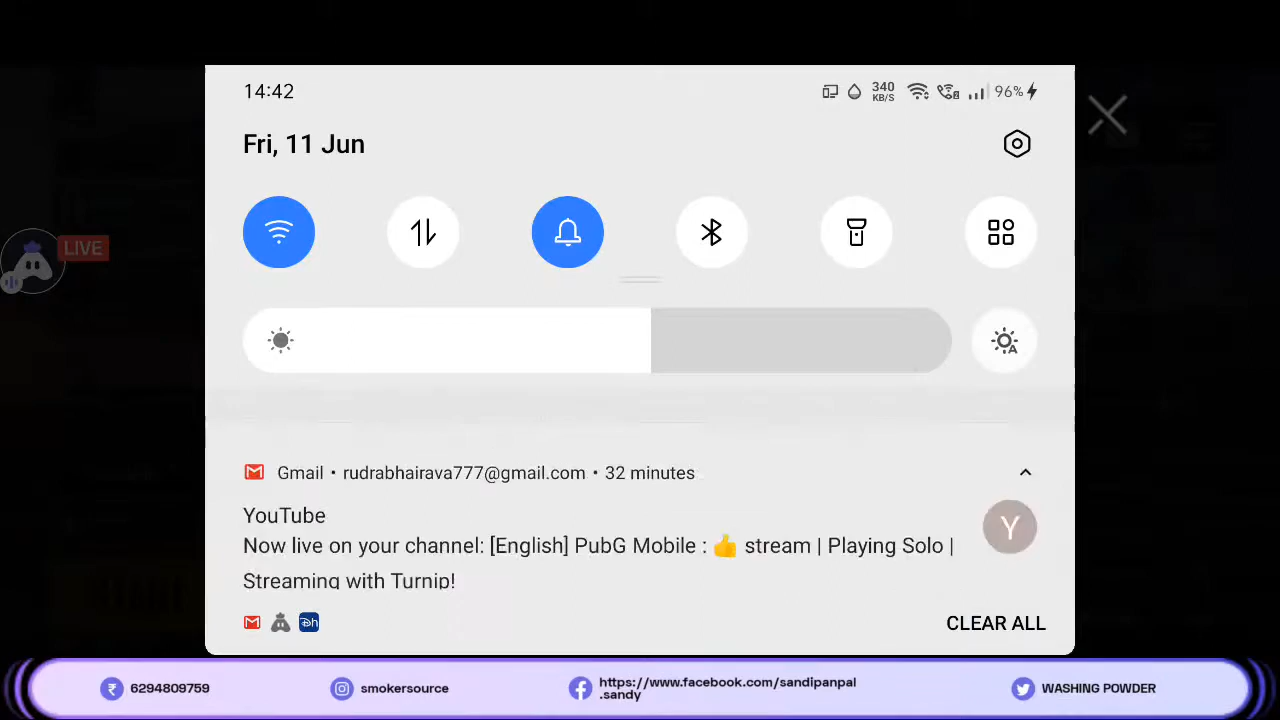 14:42
340
KB/S
96%
Fri, 11 Jun
LIVE
A
Gmail • rudrabhairava777@gmail.com • 32 minutes
YouTube
Y
Now live on your channel: [English] PubG Mobile : 👍 stream | Playing Solo |
Streaming with Turnip!
CLEAR ALL
₹ 6294809759
smokersource
https://www.facebook.com/sandipanpal
.sandy
WASHING POWDER